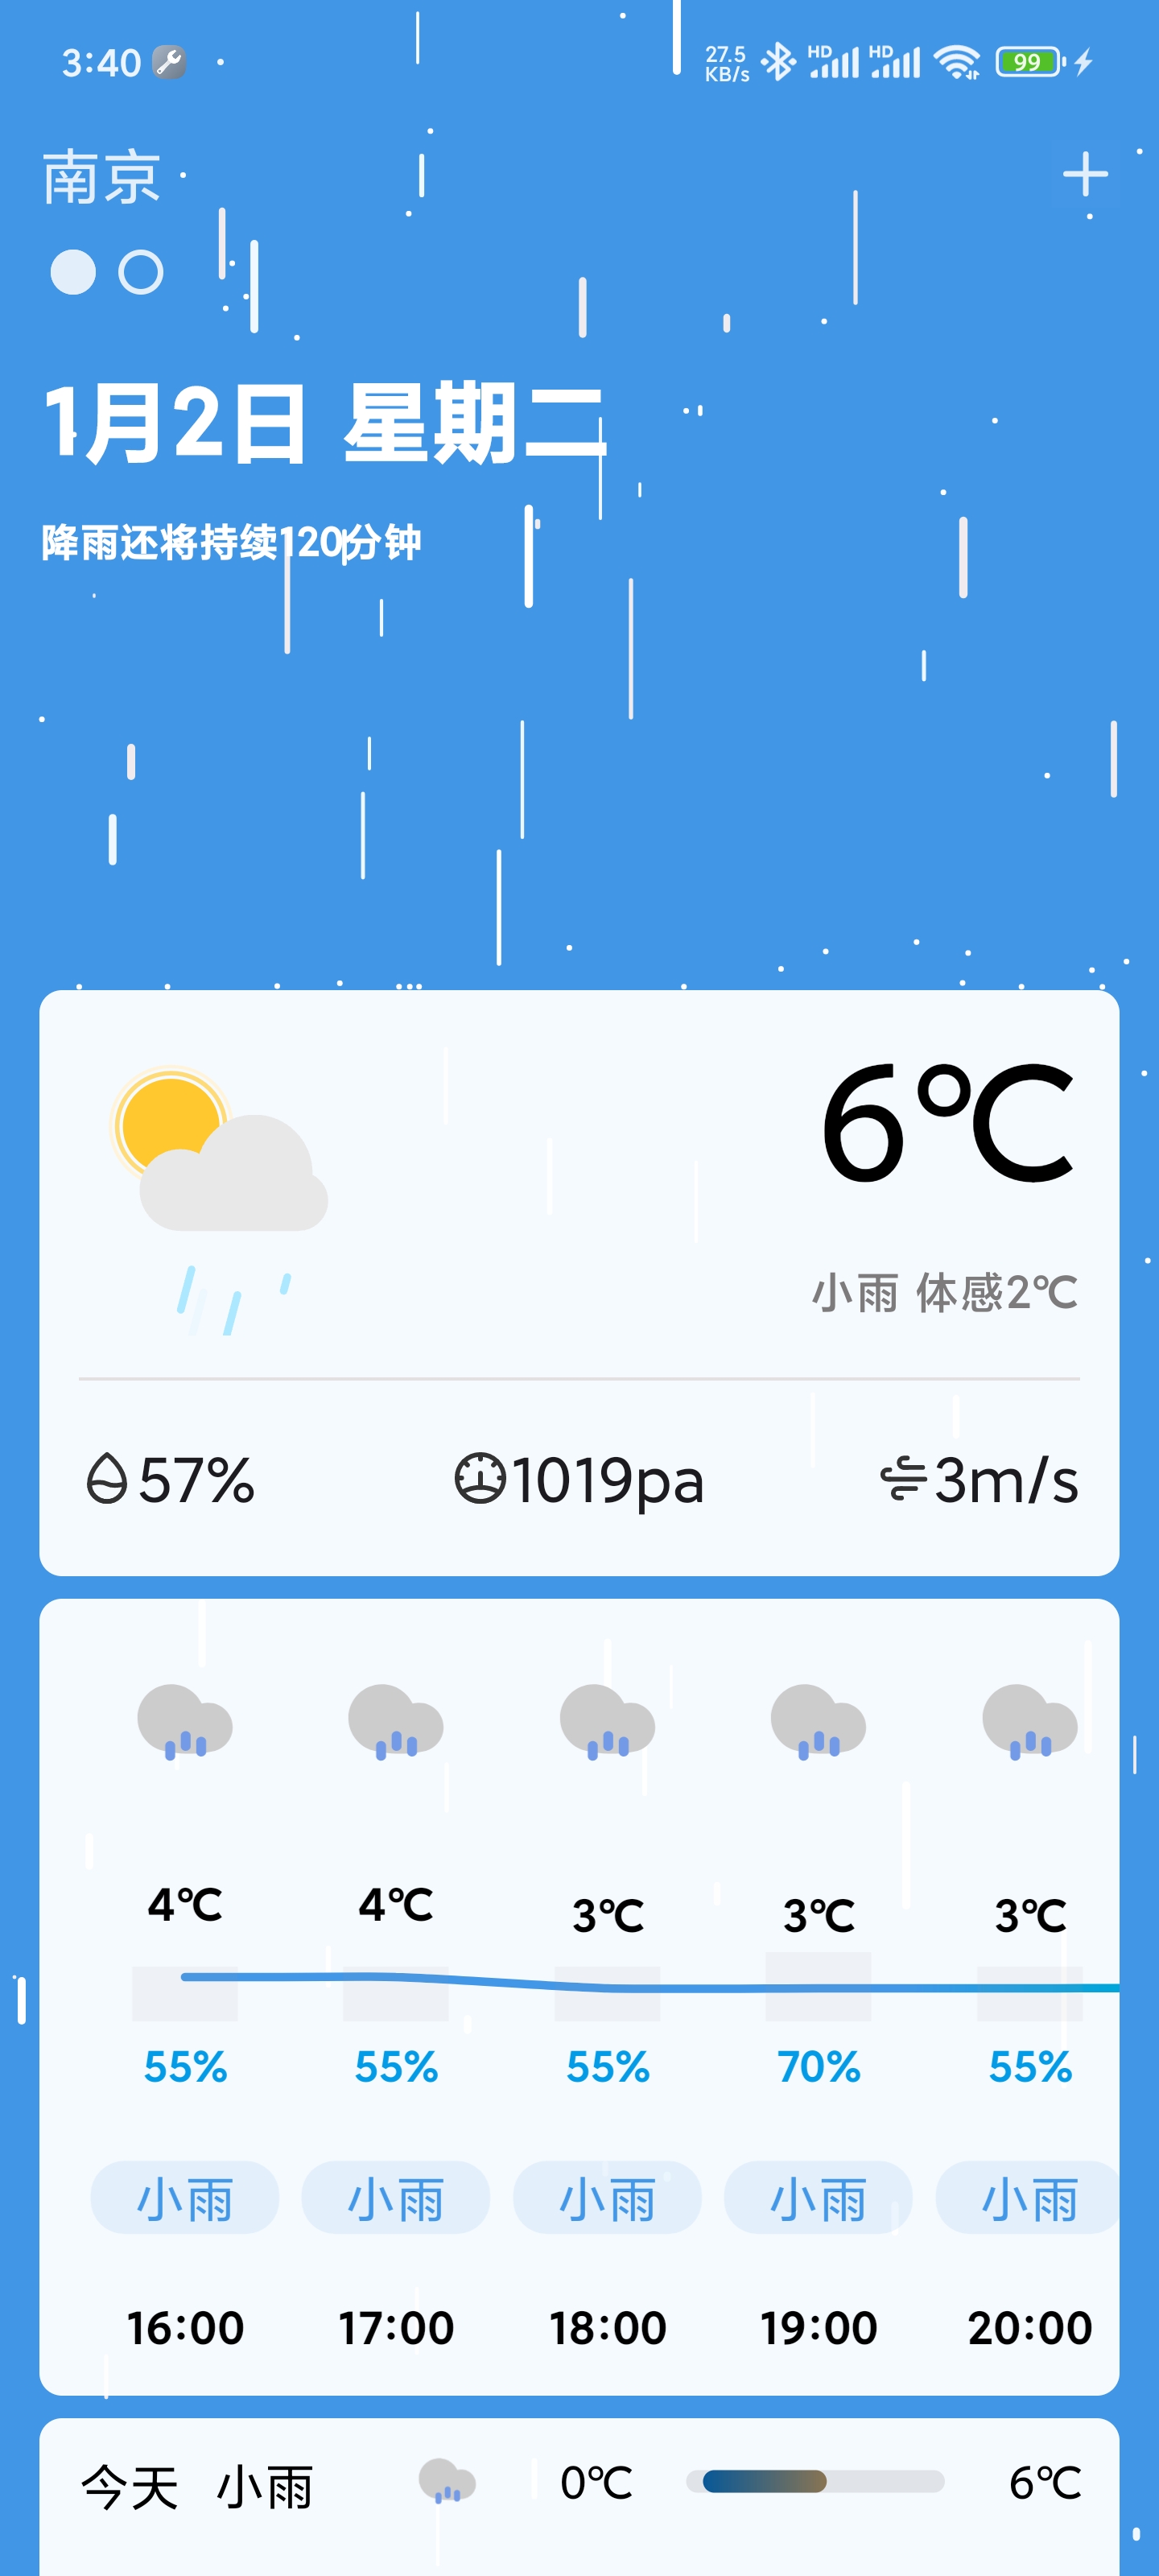 3:40 27.5 KB/s HD HD 99
南京
1月2日 星期二
降雨还将持续120分钟
6℃
小雨 体感2℃
57% 1019pa 3m/s
4℃ 4℃ 3℃ 3℃ 3℃
55% 55% 55% 70% 55%
小雨 小雨 小雨 小雨 小雨
16:00 17:00 18:00 19:00 20:00
今天 小雨 0℃ 6℃